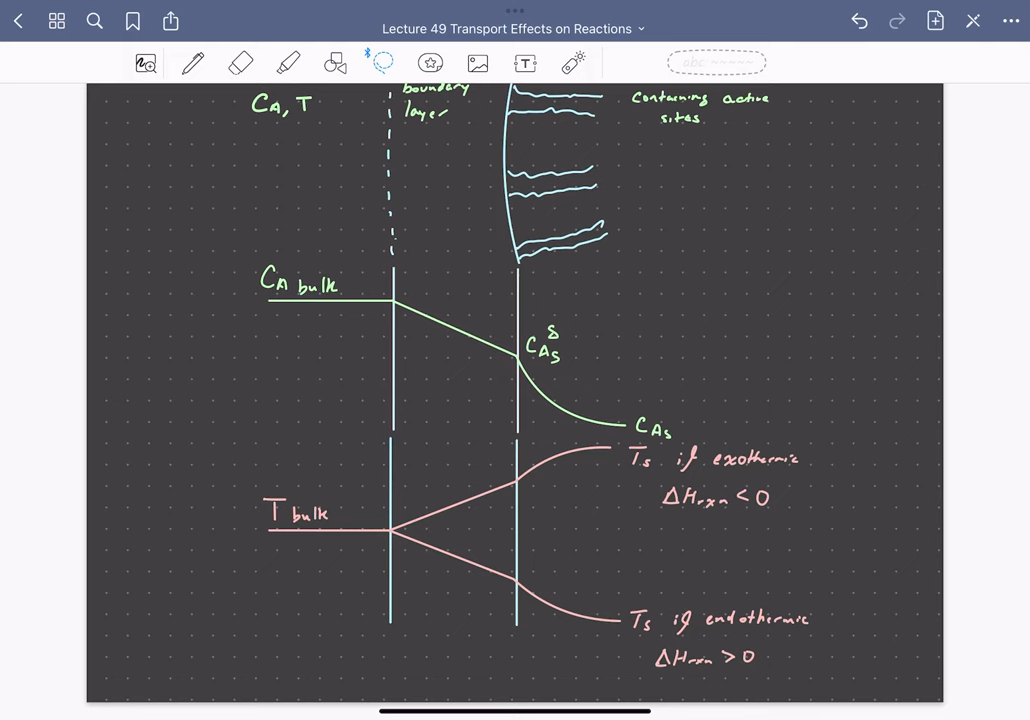 Lecture 49 Transport Effects on Reactions
abc
boundary
layer
CA, T
Containing active
sites
CA bulk
CAs^δ
CAs
Ts if exothermic
ΔHrxn < 0
T bulk
Ts if endothermic
ΔHrxn > 0